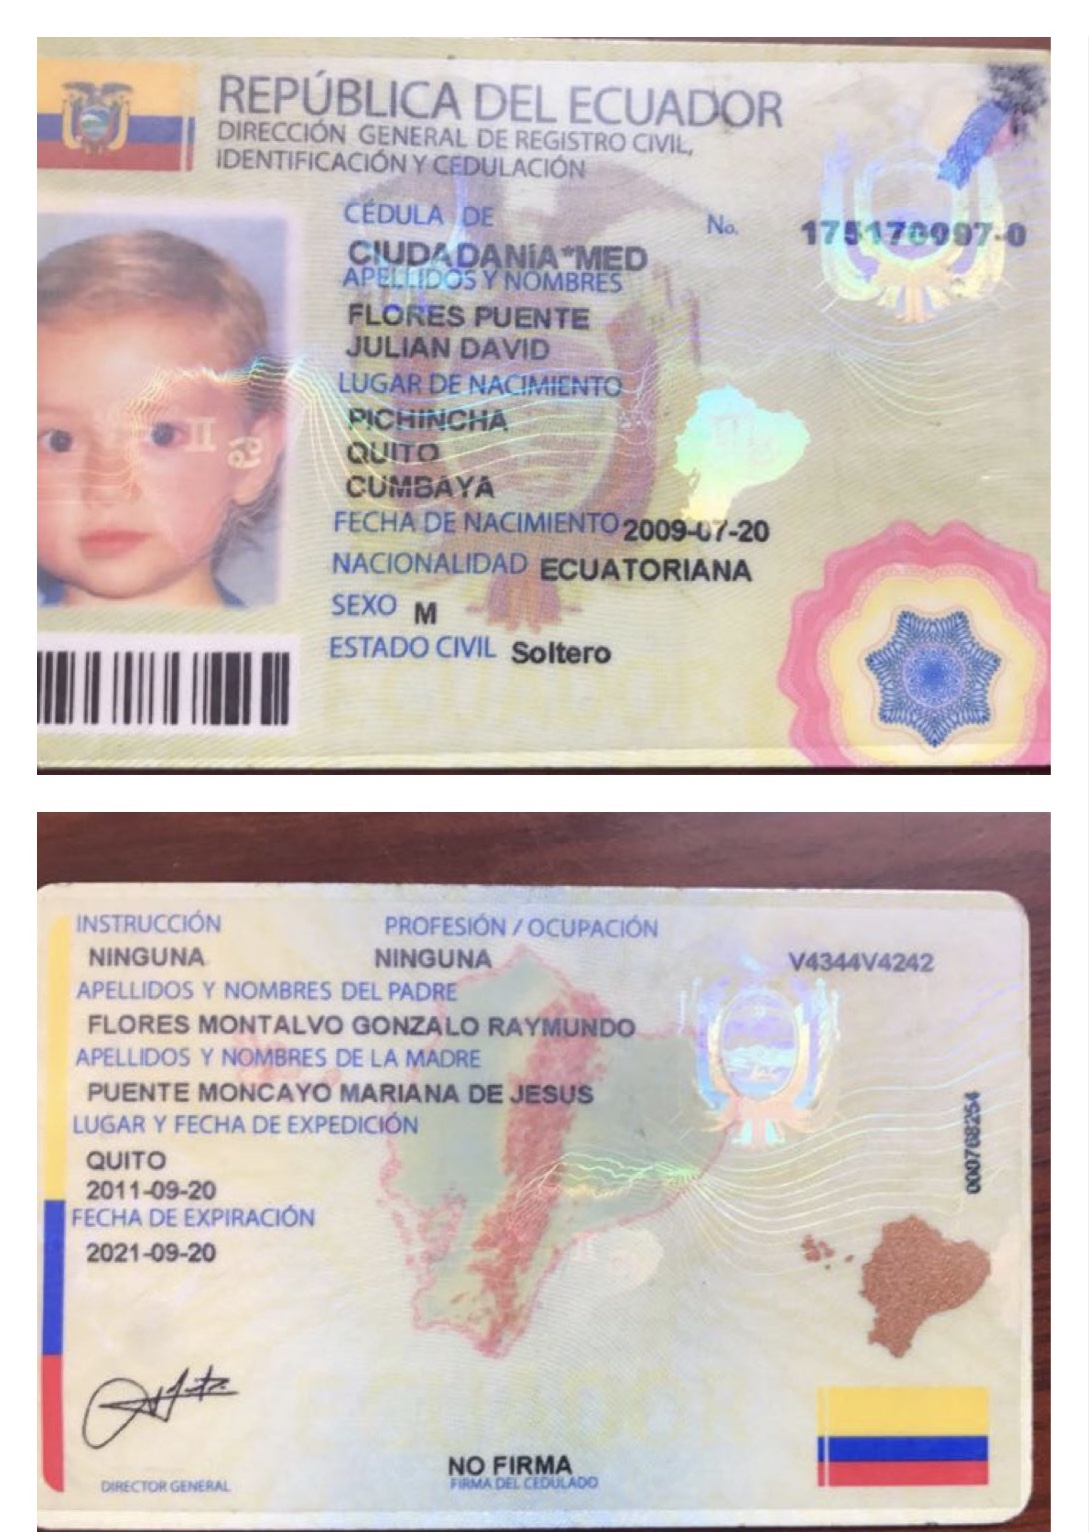 REPÚBLICA DEL ECUADOR
DIRECCIÓN GENERAL DE REGISTRO CIVIL,
IDENTIFICACIÓN Y CEDULACIÓN
CÉDULA DE No. 175170997-0
CIUDADANÍA*MED
APELLIDOS Y NOMBRES
FLORES PUENTE
JULIAN DAVID
LUGAR DE NACIMIENTO
PICHINCHA
QUITO
CUMBAYA
FECHA DE NACIMIENTO 2009-07-20
NACIONALIDAD ECUATORIANA
SEXO M
ESTADO CIVIL Soltero
ECUADOR
INSTRUCCIÓN PROFESIÓN / OCUPACIÓN
NINGUNA NINGUNA V4344V4242
APELLIDOS Y NOMBRES DEL PADRE
FLORES MONTALVO GONZALO RAYMUNDO
APELLIDOS Y NOMBRES DE LA MADRE
PUENTE MONCAYO MARIANA DE JESUS
LUGAR Y FECHA DE EXPEDICIÓN
QUITO
2011-09-20
FECHA DE EXPIRACIÓN
2021-09-20
000768254
ECUADOR
DIRECTOR GENERAL
NO FIRMA
FIRMA DEL CEDULADO